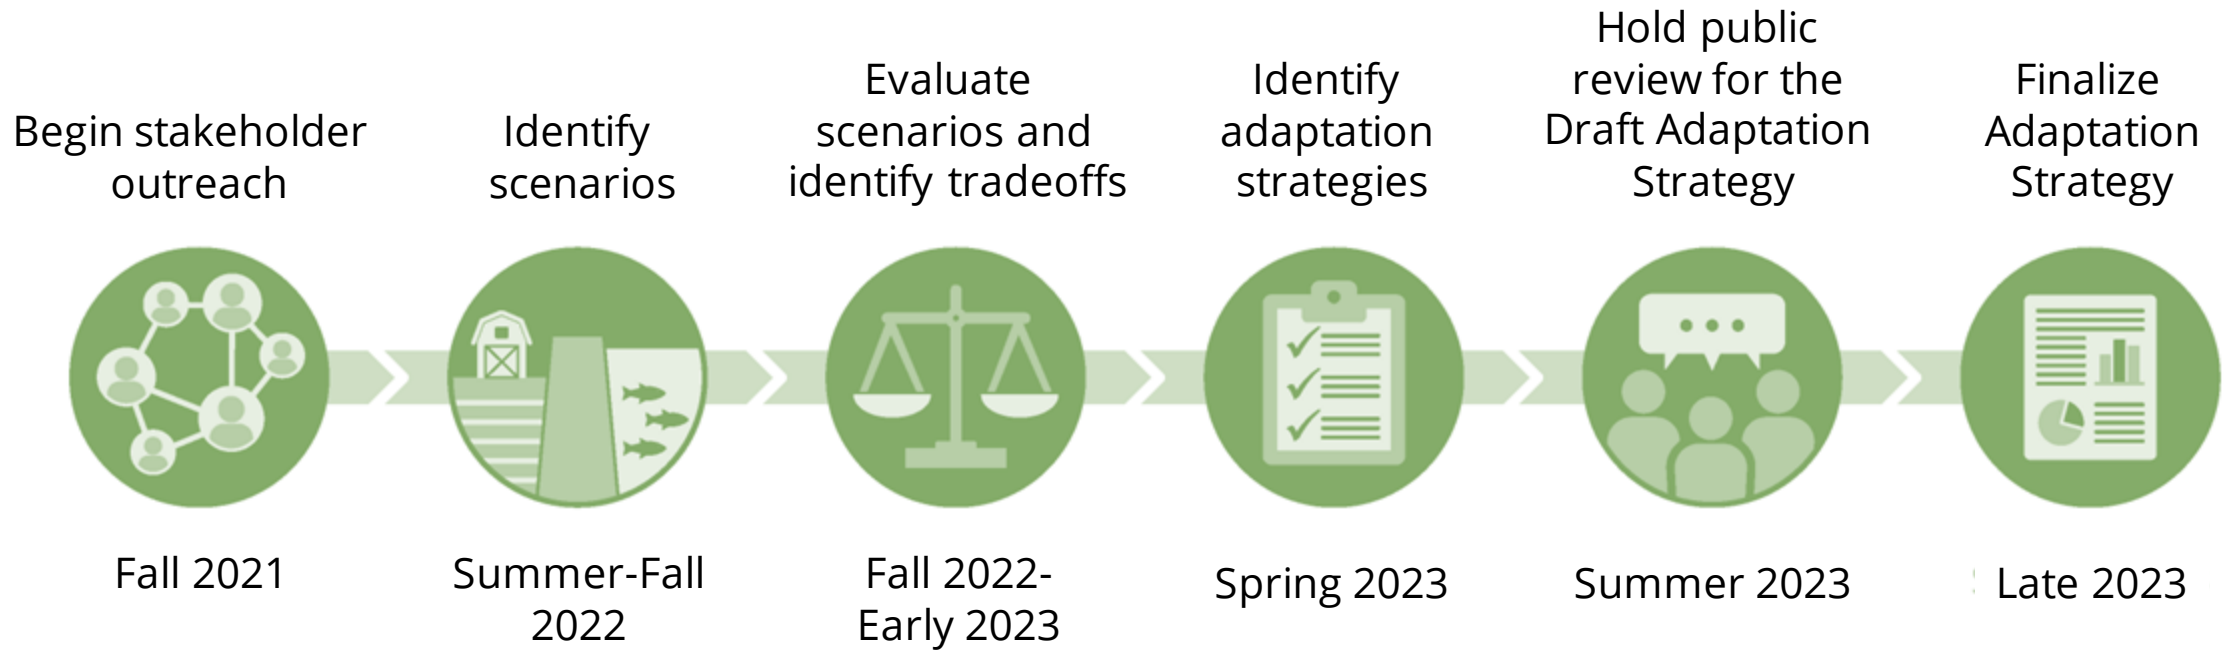 Begin stakeholder
outreach
Identify
scenarios
Evaluate
scenarios and
identify tradeoffs
Identify
adaptation
strategies
Hold public
review for the
Draft Adaptation
Strategy
Finalize
Adaptation
Strategy
Fall 2021
Summer-Fall
2022
Fall 2022-
Early 2023
Spring 2023
Summer 2023
Late 2023